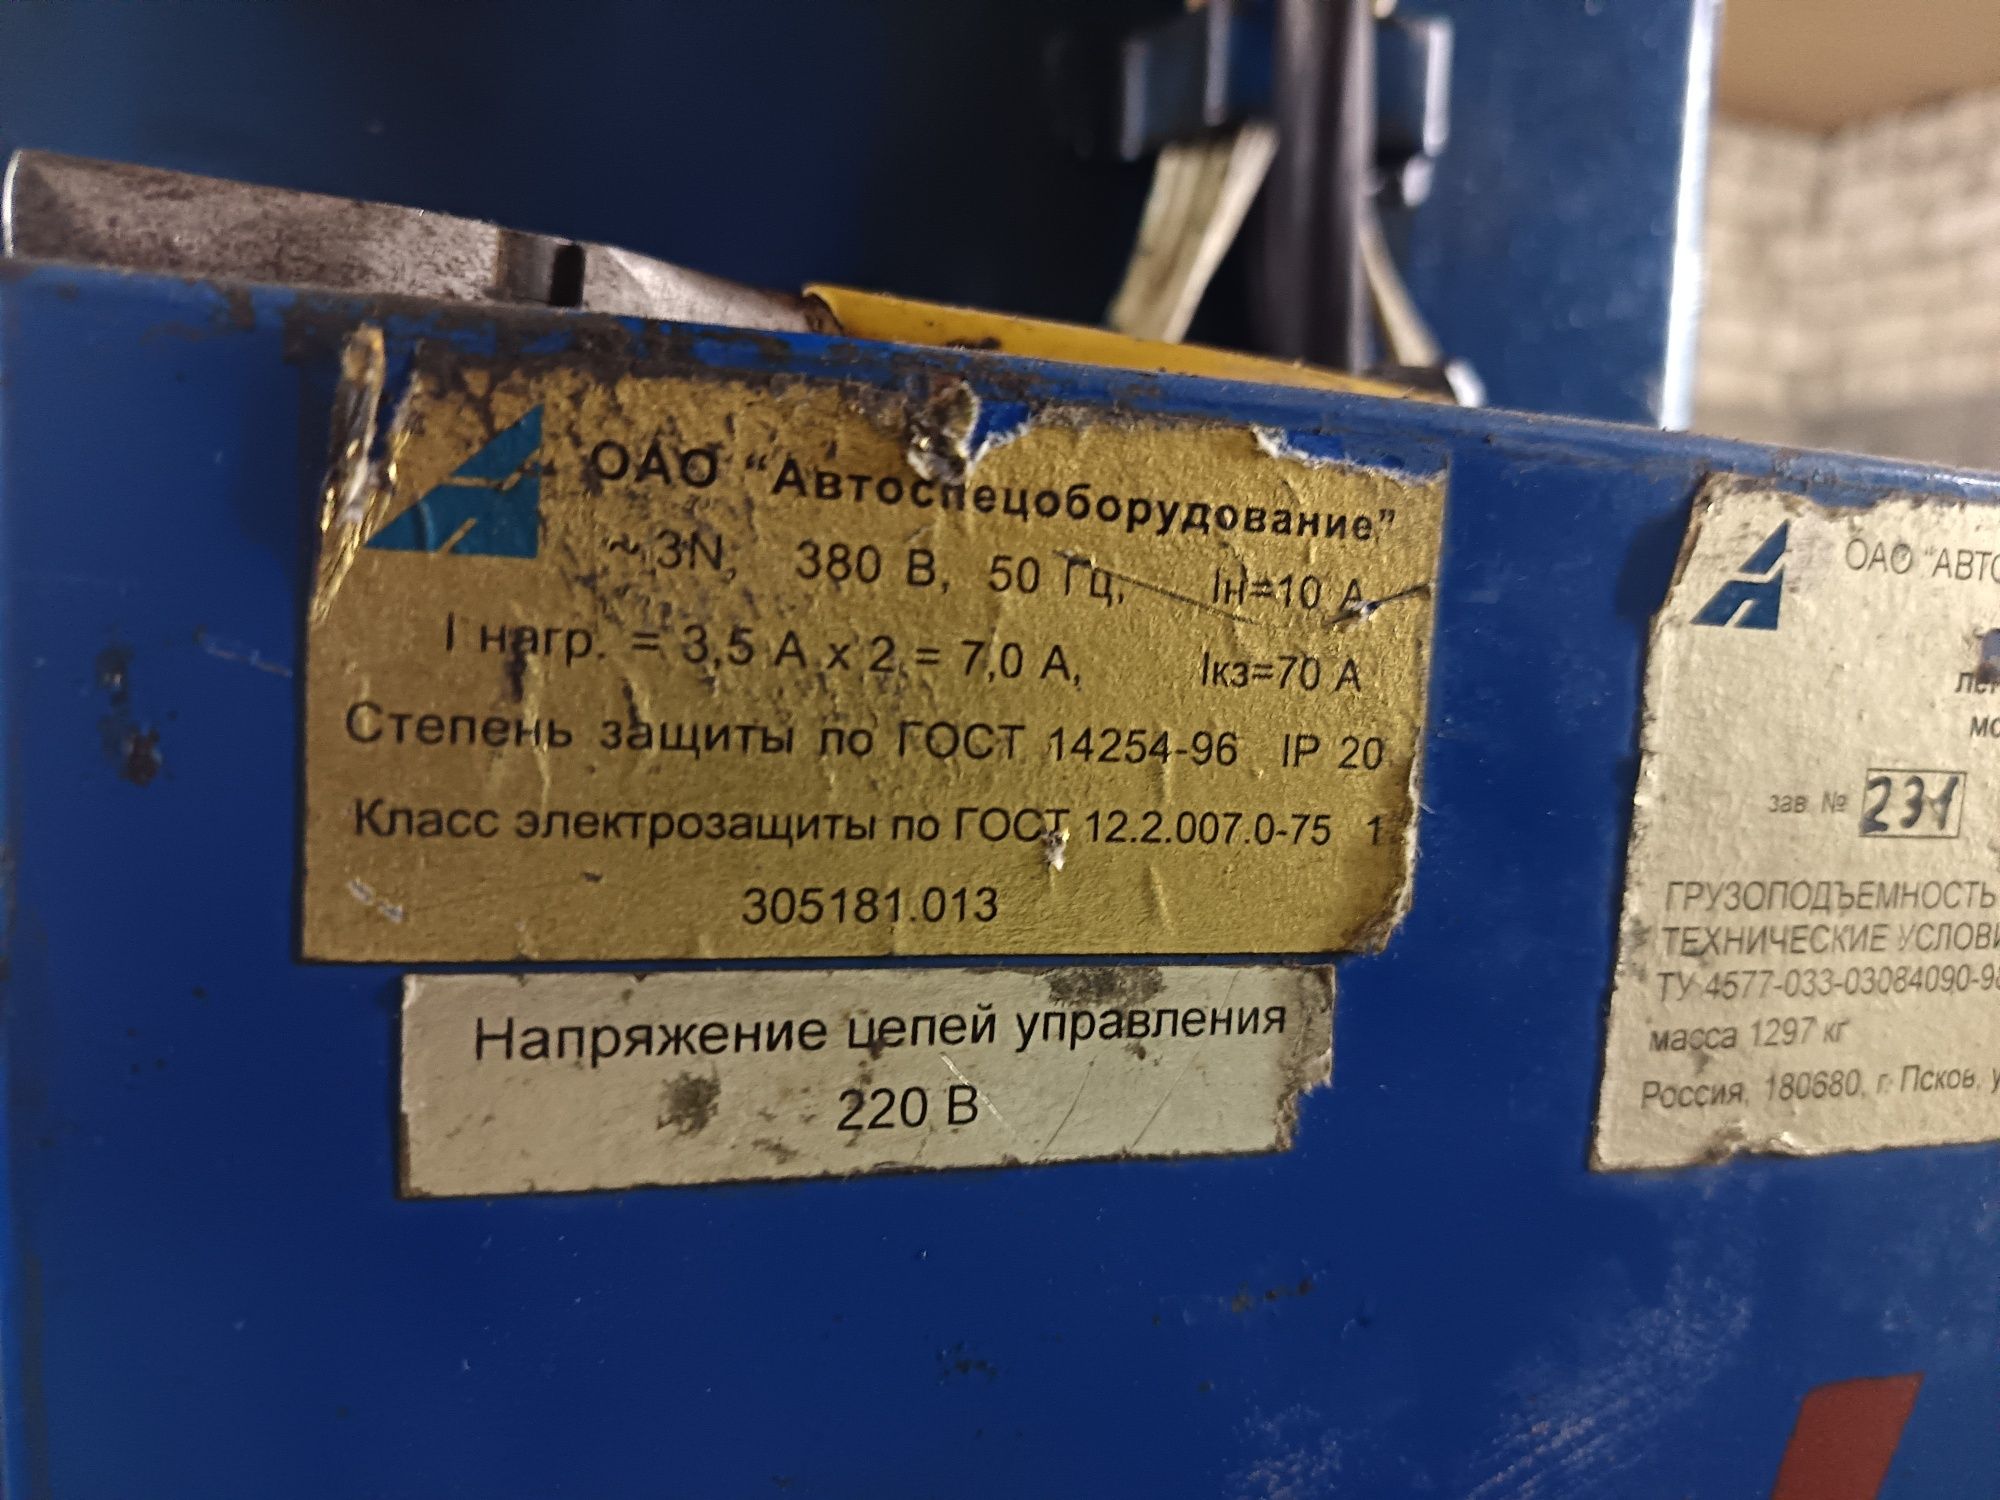 ОАО “Автоспецоборудование”
~ 3N, 380 В, 50 Гц, Iн=10 А
I нагр. = 3,5 А х 2 = 7,0 А, Iкз=70 А
Степень защиты по ГОСТ 14254-96 IP 20
Класс электрозащиты по ГОСТ 12.2.007.0-75 1
305181.013
Напряжение цепей управления
220 В
ОАО “АВТО
зав № 231
ГРУЗОПОДЪЕМНОСТЬ
ТЕХНИЧЕСКИЕ УСЛОВИ
ТУ 4577-033-03084090-98
масса 1297 кг
Россия, 180680, г. Псков, у